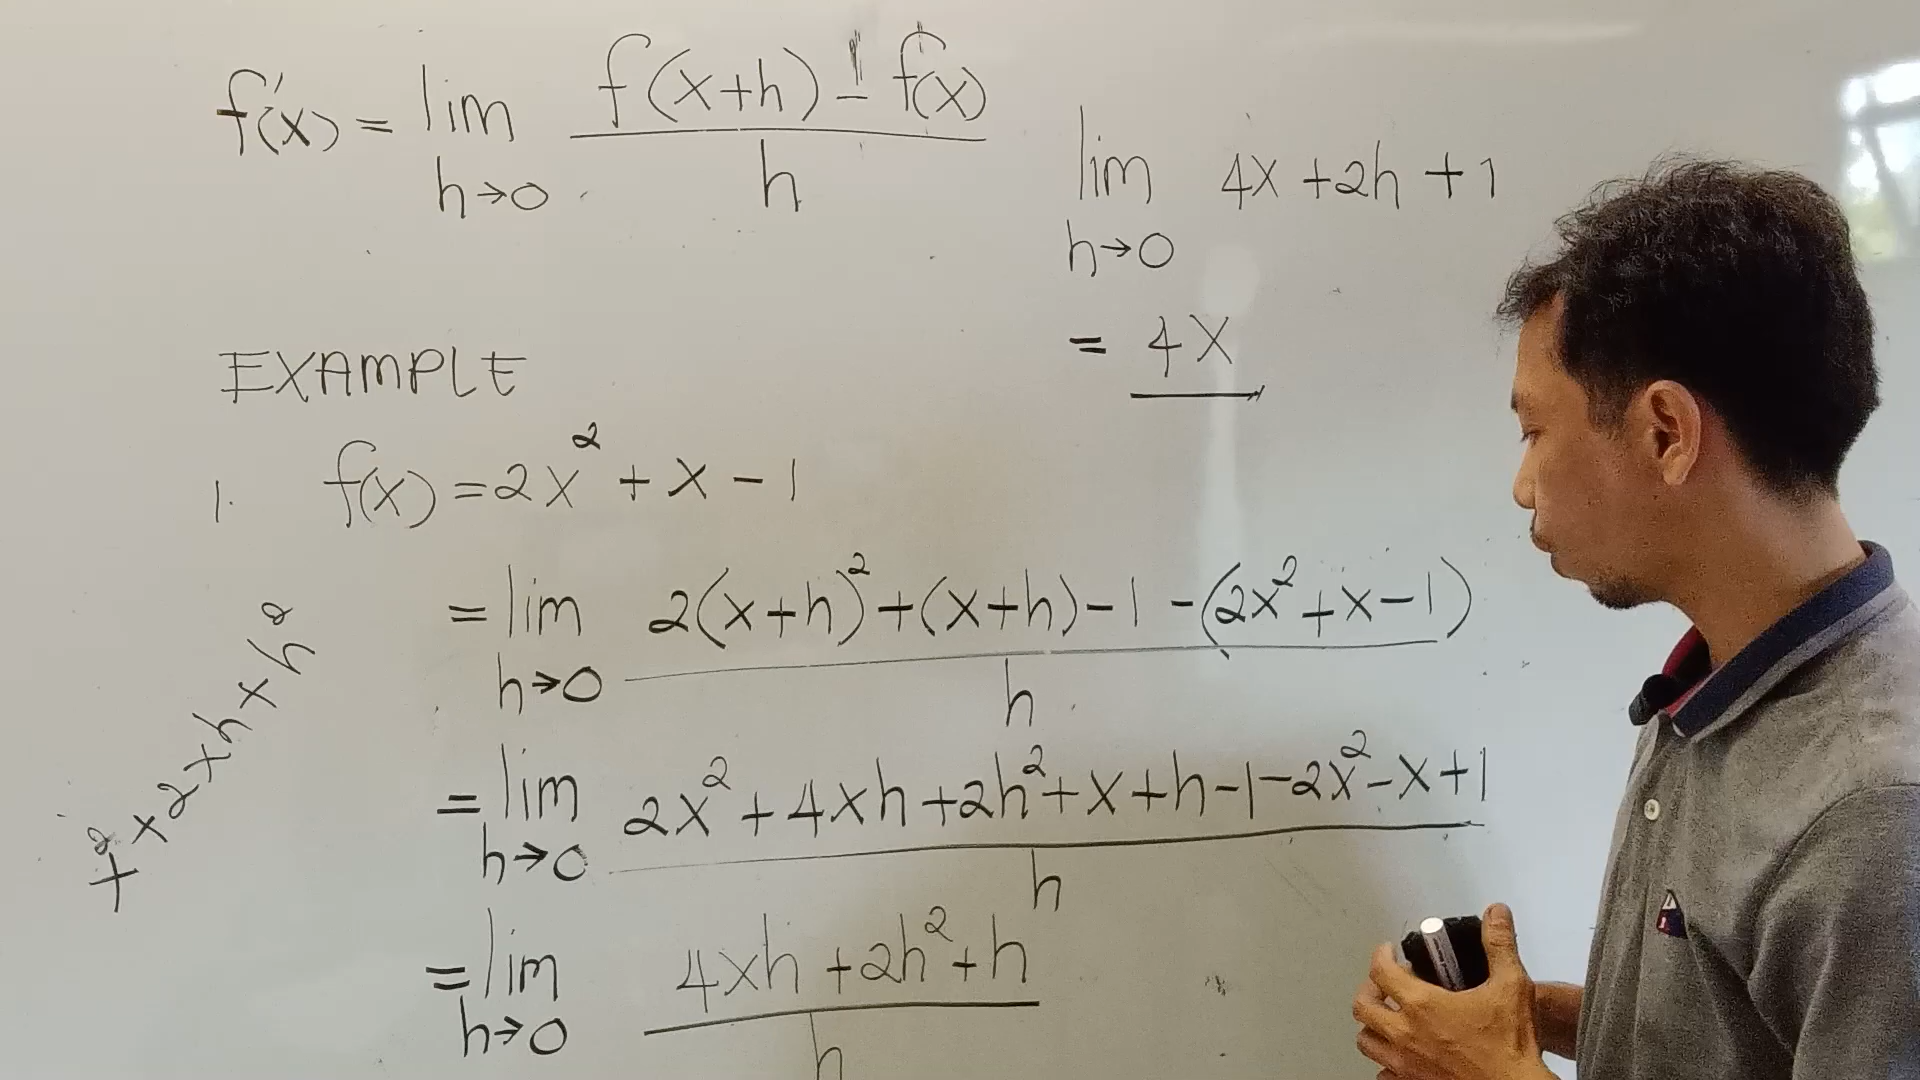 f'(x) = lim h→0 f(x+h) - f(x) / h
EXAMPLE
1. f(x) = 2x² + x - 1
= lim h→0 2(x+h)² + (x+h) - 1 - (2x² + x - 1) / h
= lim h→0 2x² + 4xh + 2h² + x + h - 1 - 2x² - x + 1 / h
= lim h→0 4xh + 2h² + h / h
lim h→0 4x + 2h + 1
= 4x
x 2xh + h²